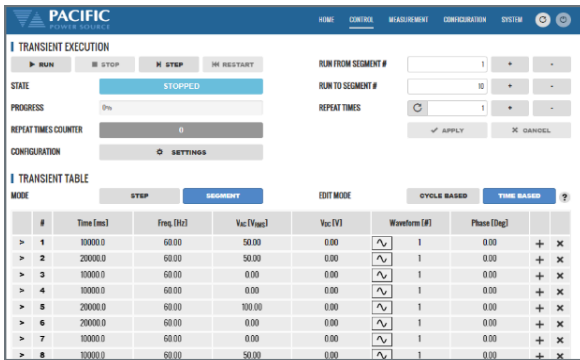 PACIFIC
POWER SOURCE
HOME CONTROL MEASUREMENT CONFIGURATION SYSTEM
TRANSIENT EXECUTION
RUN STOP STEP RESTART
RUN FROM SEGMENT # 1 + -
STATE STOPPED
RUN TO SEGMENT # 10 + -
PROGRESS 0%
REPEAT TIMES 1 + -
REPEAT TIMES COUNTER 0
APPLY CANCEL
CONFIGURATION SETTINGS
TRANSIENT TABLE
MODE STEP SEGMENT EDIT MODE CYCLE BASED TIME BASED ?
# Time [ms] Freq. [Hz] VAC [VRMS] VDC [V] Waveform [#] Phase [Deg]
> 1 10000.0 60.00 50.00 0.00 1 0.00 + ×
> 2 20000.0 60.00 50.00 0.00 1 0.00 + ×
> 3 10000.0 60.00 0.00 0.00 1 0.00 + ×
> 4 10000.0 60.00 0.00 0.00 1 0.00 + ×
> 5 20000.0 60.00 100.00 0.00 1 0.00 + ×
> 6 20000.0 60.00 0.00 0.00 1 0.00 + ×
> 7 10000.0 60.00 0.00 0.00 1 0.00 + ×
> 8 10000.0 60.00 50.00 0.00 1 0.00 + ×